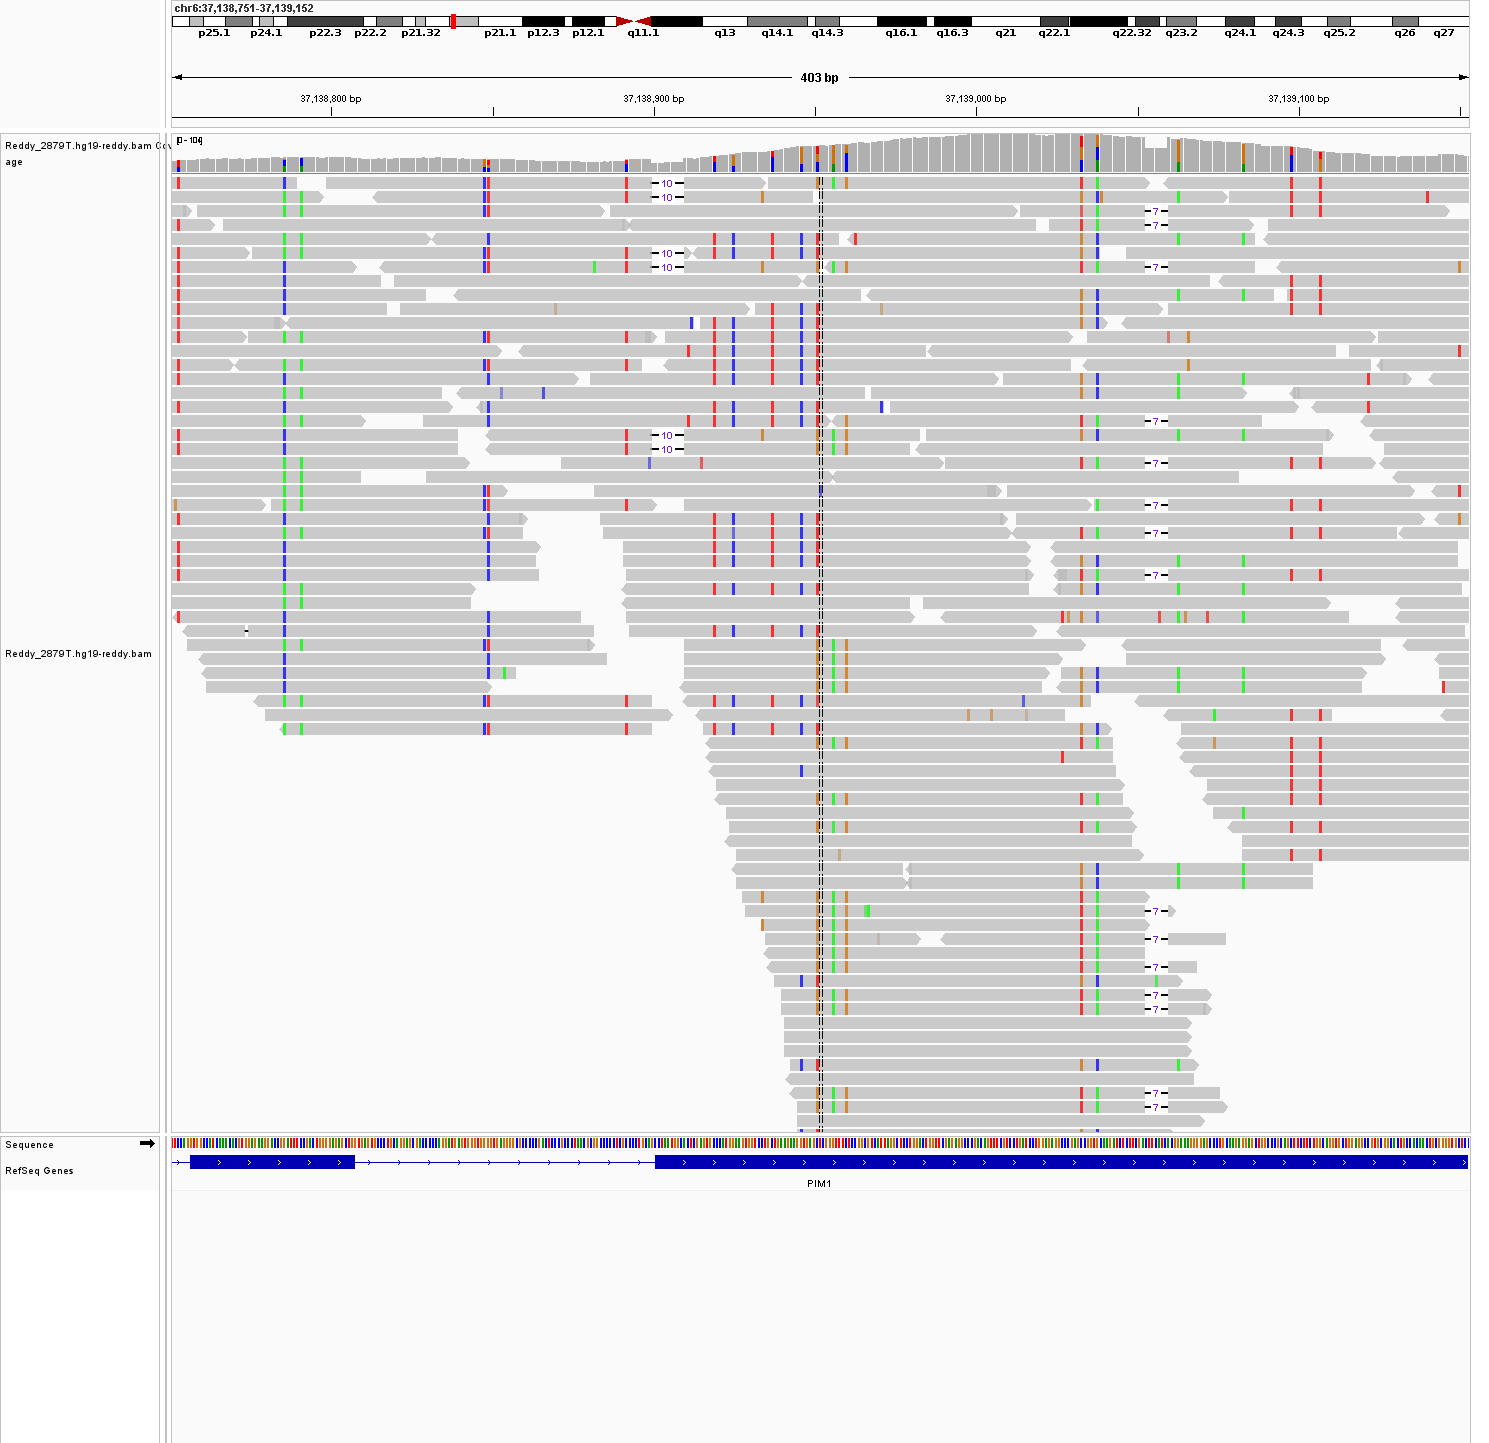 chr6:37,138,751-37,139,152
p25.1 p24.1 p22.3 p22.2 p21.32 p21.1 p12.3 p12.1 q11.1 q13 q14.1 q14.3 q16.1 q16.3 q21 q22.1 q22.32 q23.2 q24.1 q24.3 q25.2 q26 q27
403 bp
37,138,800 bp 37,138,900 bp 37,139,000 bp 37,139,100 bp
Reddy_2879T.hg19-reddy.bam Cov
age
[0 - 104]
10
10
7
7
10
10 7
7
10
10
7
7
7
7
Reddy_2879T.hg19-reddy.bam
7
7
7
7
7
7
7
Sequence
RefSeq Genes
PIM1